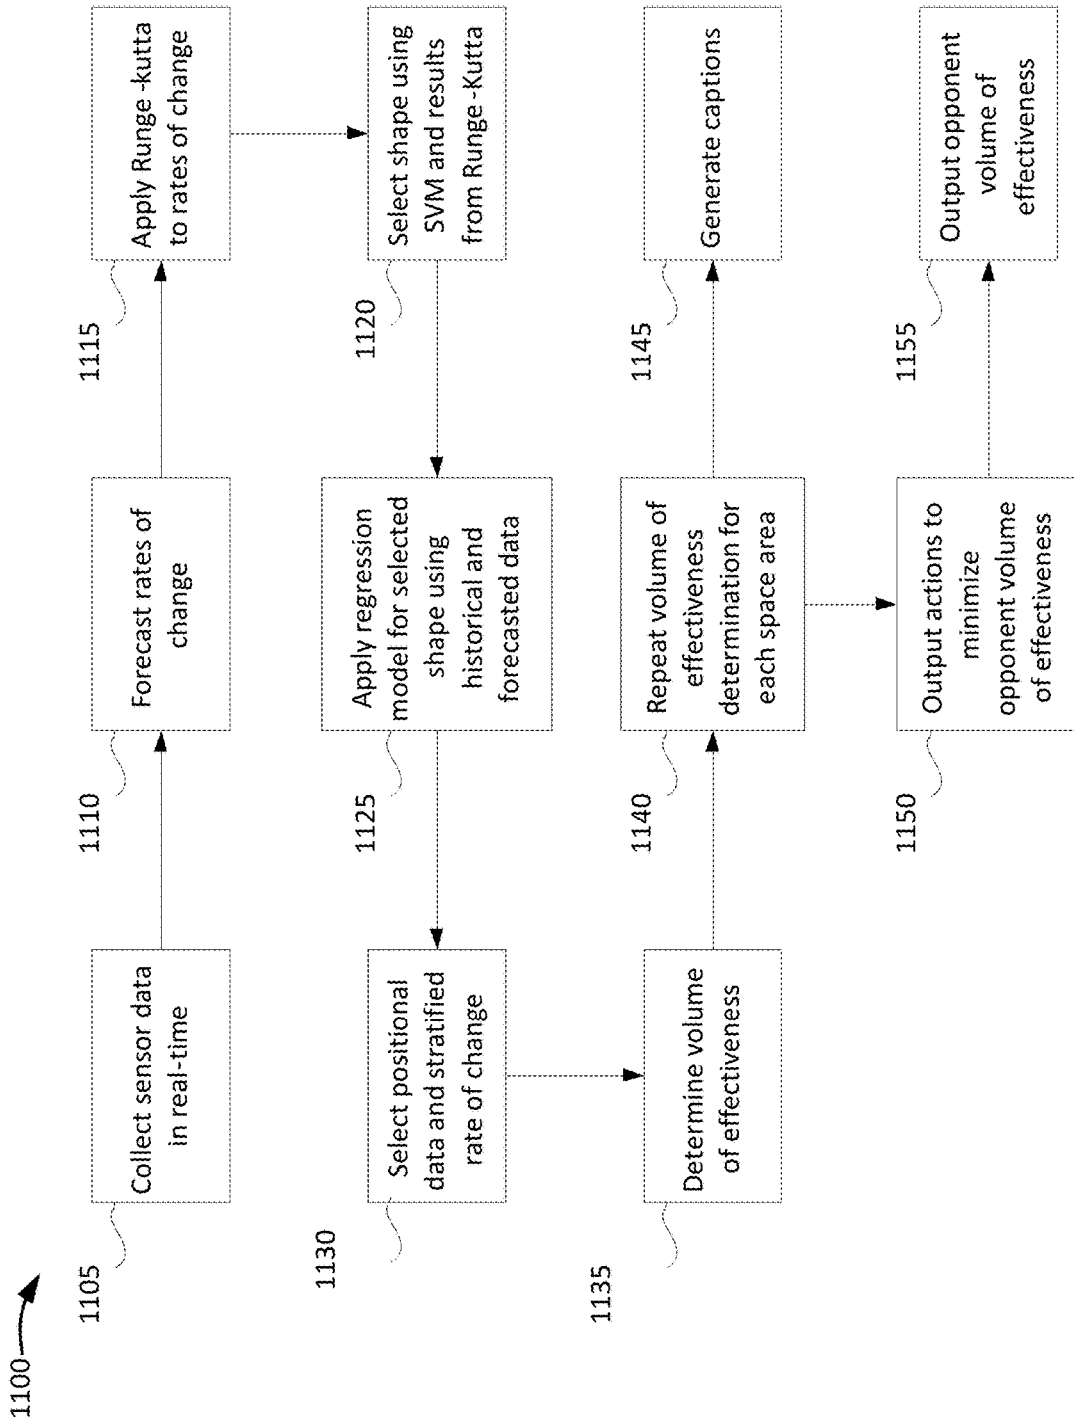 1100
1105
Collect sensor data
in real-time
1110
Forecast rates of
change
1115
Apply Runge -kutta
to rates of change
1120
Select shape using
SVM and results
from Runge -Kutta
1125
Apply regression
model for selected
shape using
historical and
forecasted data
1130
Select positional
data and stratified
rate of change
1135
Determine volume
of effectiveness
1140
Repeat volume of
effectiveness
determination for
each space area
1145
Generate captions
1150
Output actions to
minimize
opponent volume
of effectiveness
1155
Output opponent
volume of
effectiveness